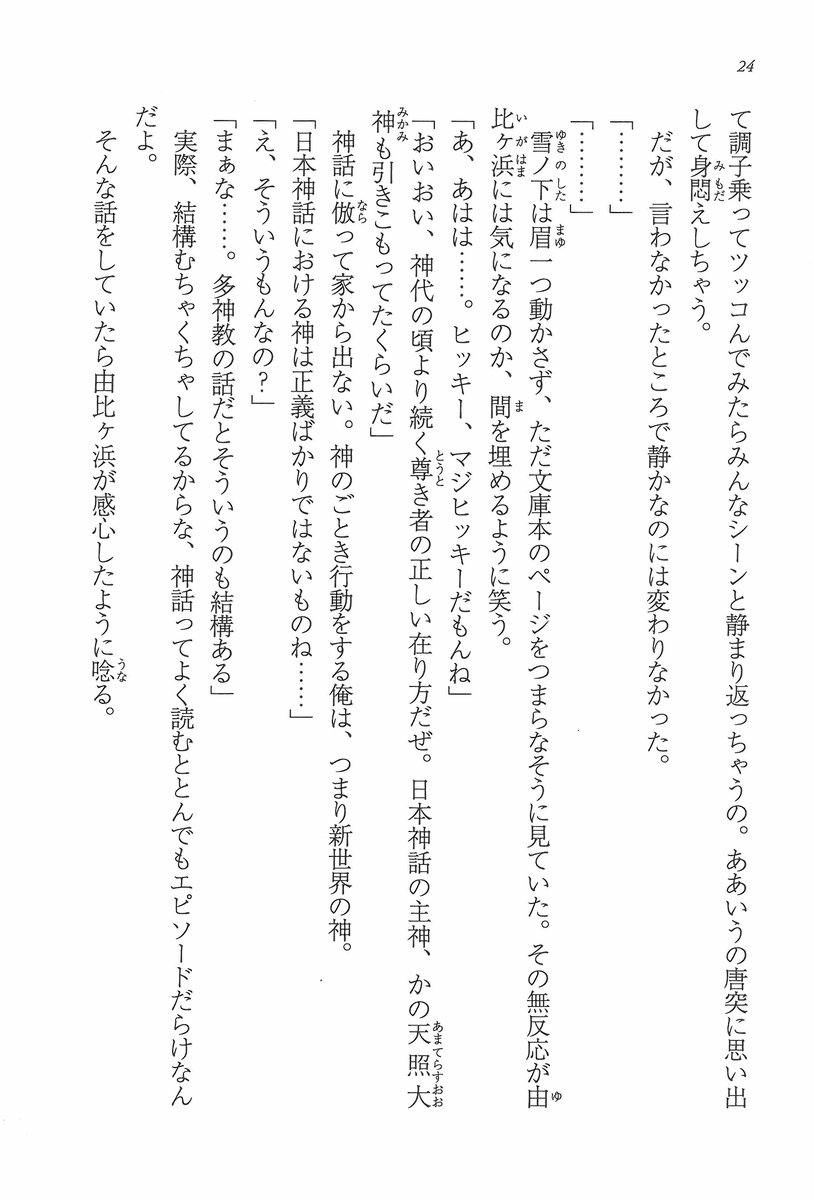 24
て調子乗ってツッコんでみたらみんなシーンと静まり返っちゃうの。ああいうの唐突に思い出
して身悶えしちゃう。
だが、言わなかったところで静かなのには変わりなかった。
「………」
「………」
雪ノ下は眉一つ動かさず、ただ文庫本のページをつまらなそうに見ていた。その無反応が由
比ヶ浜には気になるのか、間を埋めるように笑う。
「あ、あはは……。ヒッキー、マジヒッキーだもんね」
「おいおい、神代の頃より続く尊き者の正しい在り方だぜ。日本神話の主神、かの天照大
神も引きこもってたくらいだ」
神話に倣って家から出ない。神のごとき行動をする俺は、つまり新世界の神。
「日本神話における神は正義ばかりではないものね……」
「え、そういうもんなの？」
「まぁな……。多神教の話だとそういうのも結構ある」
実際、結構むちゃくちゃしてるからな、神話ってよく読むととんでもエピソードだらけなん
だよ。
そんな話をしていたら由比ヶ浜が感心したように唸る。